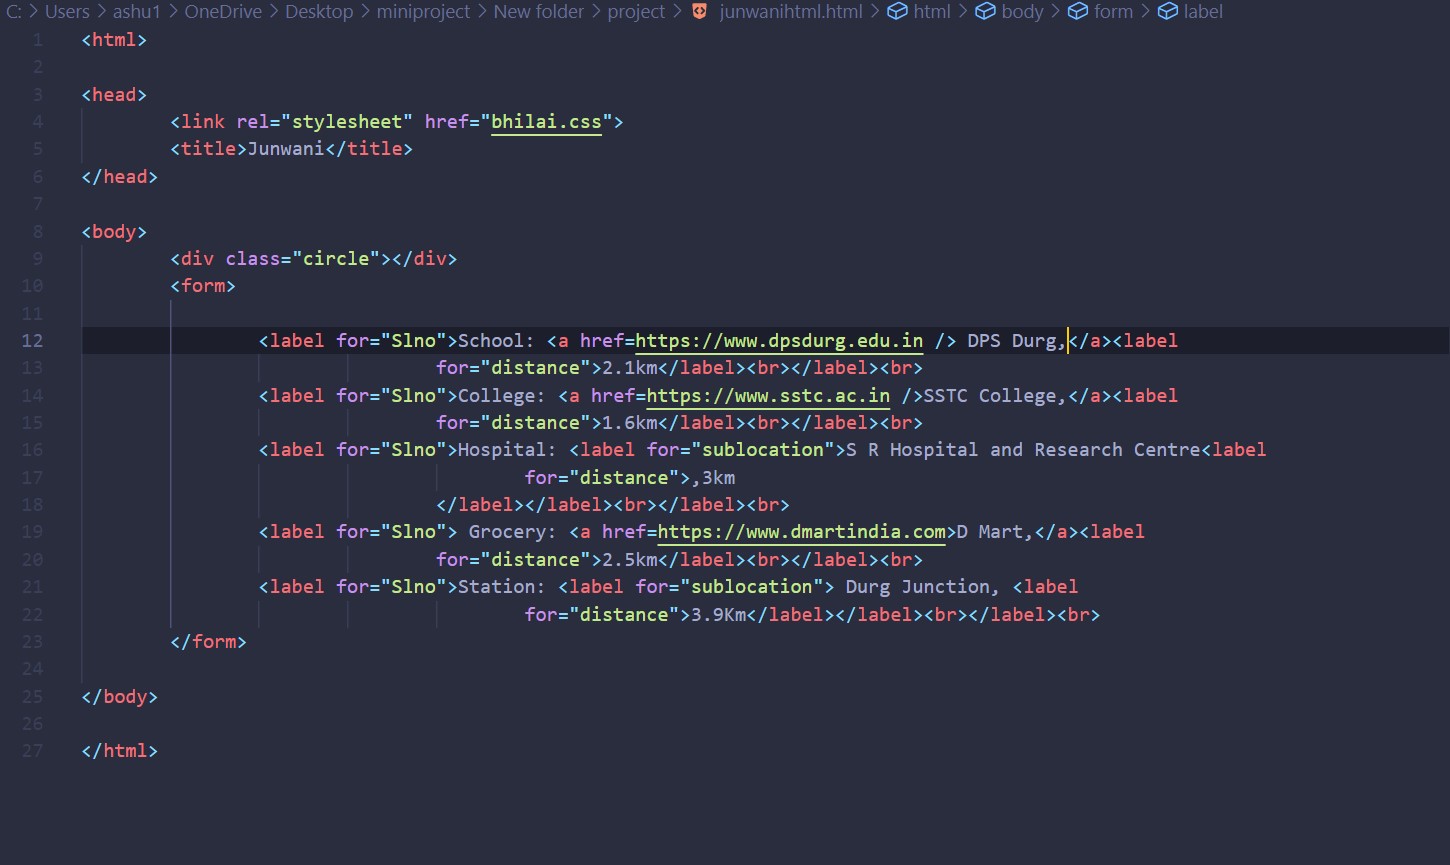 C: > Users > ashu1 > OneDrive > Desktop > miniproject > New folder > project > junwanihtml.html > html > body > form > label
1 <html>
2
3 <head>
4 <link rel="stylesheet" href="bhilai.css">
5 <title>Junwani</title>
6 </head>
7
8 <body>
9 <div class="circle"></div>
10 <form>
11
12 <label for="Slno">School: <a href=https://www.dpsdurg.edu.in /> DPS Durg,</a><label
13 for="distance">2.1km</label><br></label><br>
14 <label for="Slno">College: <a href=https://www.sstc.ac.in />SSTC College,</a><label
15 for="distance">1.6km</label><br></label><br>
16 <label for="Slno">Hospital: <label for="sublocation">S R Hospital and Research Centre<label
17 for="distance">,3km
18 </label></label><br></label><br>
19 <label for="Slno"> Grocery: <a href=https://www.dmartindia.com>D Mart,</a><label
20 for="distance">2.5km</label><br></label><br>
21 <label for="Slno">Station: <label for="sublocation"> Durg Junction, <label
22 for="distance">3.9Km</label></label><br></label><br>
23 </form>
24
25 </body>
26
27 </html>